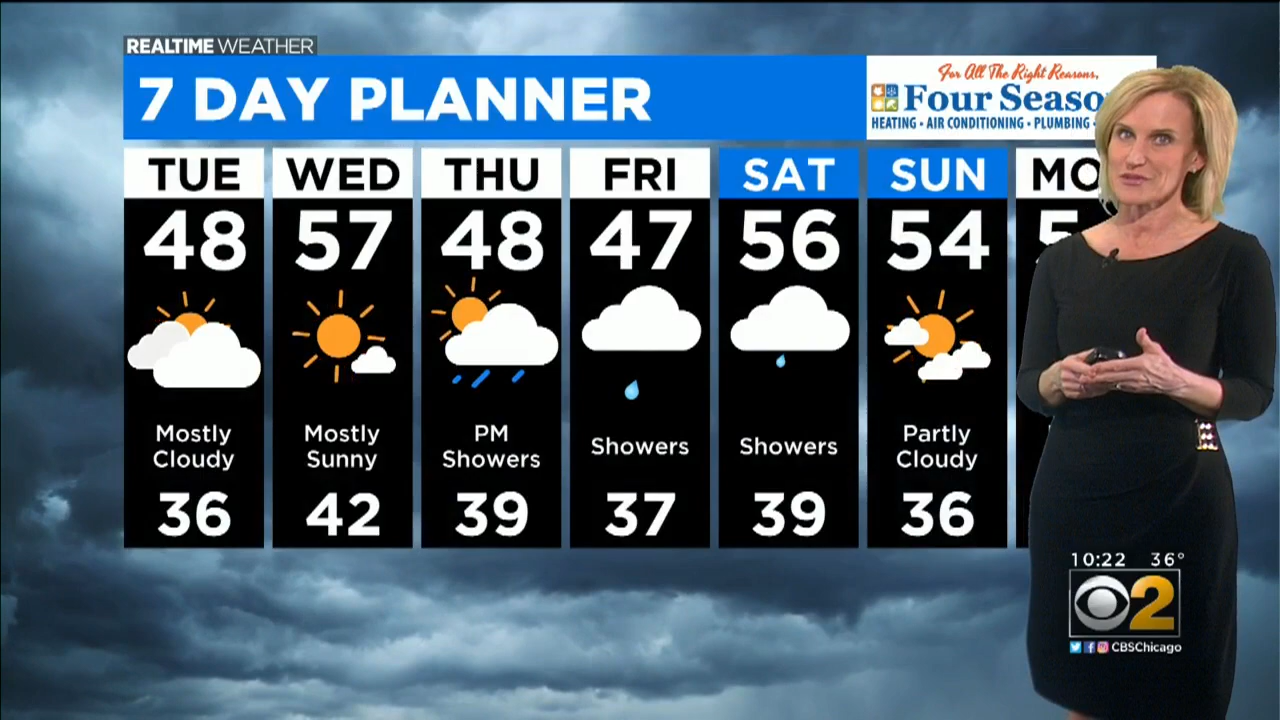 REALTIME WEATHER
7 DAY PLANNER
For All The Right Reasons,
Four
HEATING • AIR CONDITIONING • PLUMBING •
TUE WED THU FRI SAT SUN
48 57 48 47 56 54
Mostly Cloudy
Mostly Sunny
PM Showers
Showers
Showers
Partly Cloudy
36 42 39 37 39 36
10:22 36°
2
CBSChicago